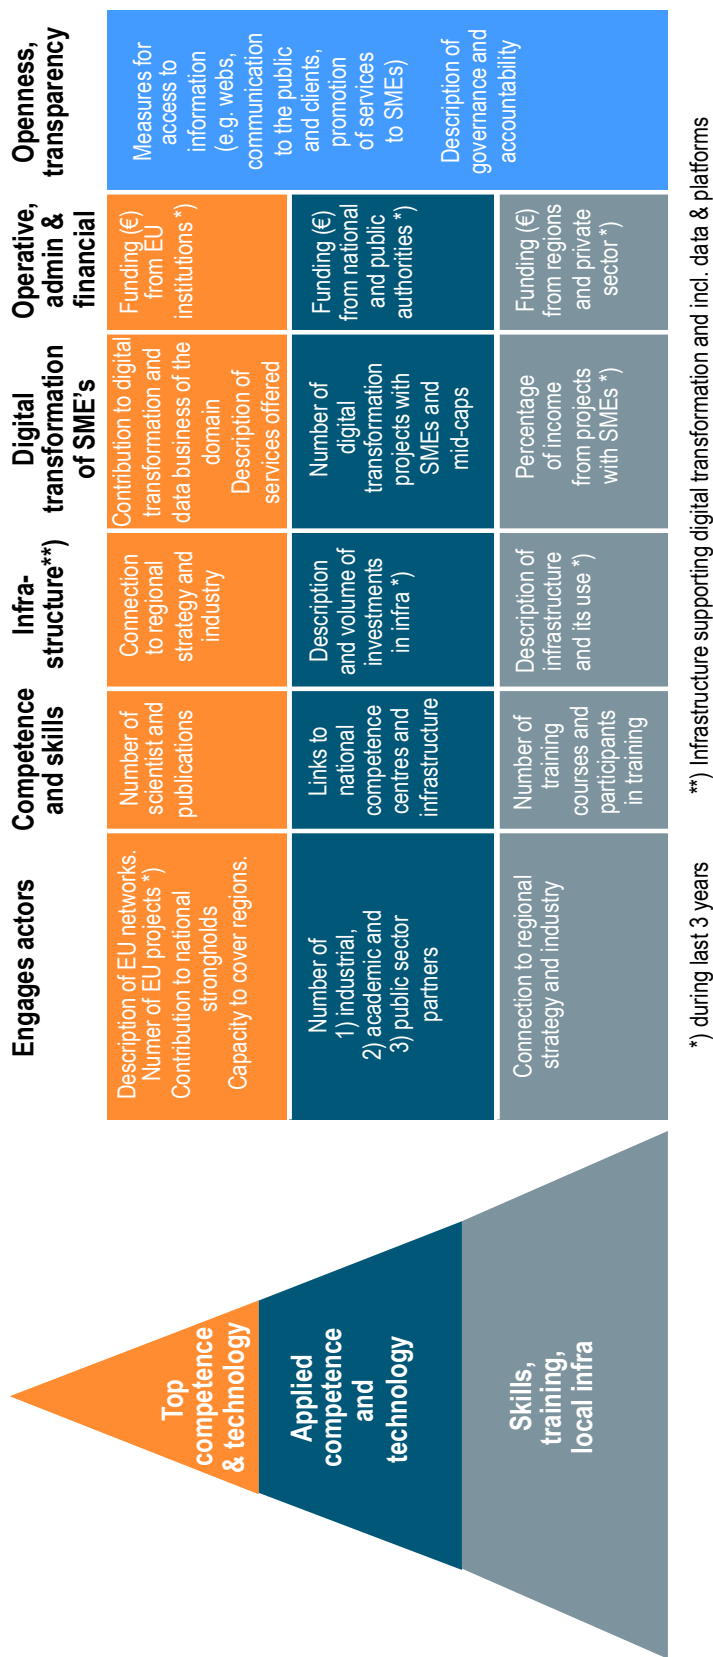 Top
competence
& technology
Applied
competence
and
technology
Skills,
training,
local infra
Engages actors
Competence
and skills
Infra-
structure**)
Digital
transformation
of SME's
Operative,
admin &
financial
Openness,
transparency
Description of EU networks.
Numer of EU projects *)
Contribution to national
strongholds
Capacity to cover regions.
Number of
scientist and
publications
Connection
to regional
strategy and
industry
Contribution to digital
transformation and
data business of the
domain
Description of
services offered
Funding (€)
from EU
institutions *)
Number of
1) industrial,
2) academic and
3) public sector
partners
Links to
national
competence
centres and
infrastructure
Description
and volume of
investments
in infra *)
Number of
digital
transformation
projects with
SMEs and
mid-caps
Funding (€)
from national
and public
authorities *)
Connection to regional
strategy and industry
Number of
training
courses and
participants
in training
Description of
infrastructure
and its use *)
Percentage
of income
from projects
with SMEs *)
Funding (€)
from regions
and private
sector *)
Measures for
access to
information
(e.g. webs,
communication
to the public
and clients,
promotion
of services
to SMEs)
Description of
governance and
accountability
*) during last 3 years
**) Infrastructure supporting digital transformation and incl. data & platforms